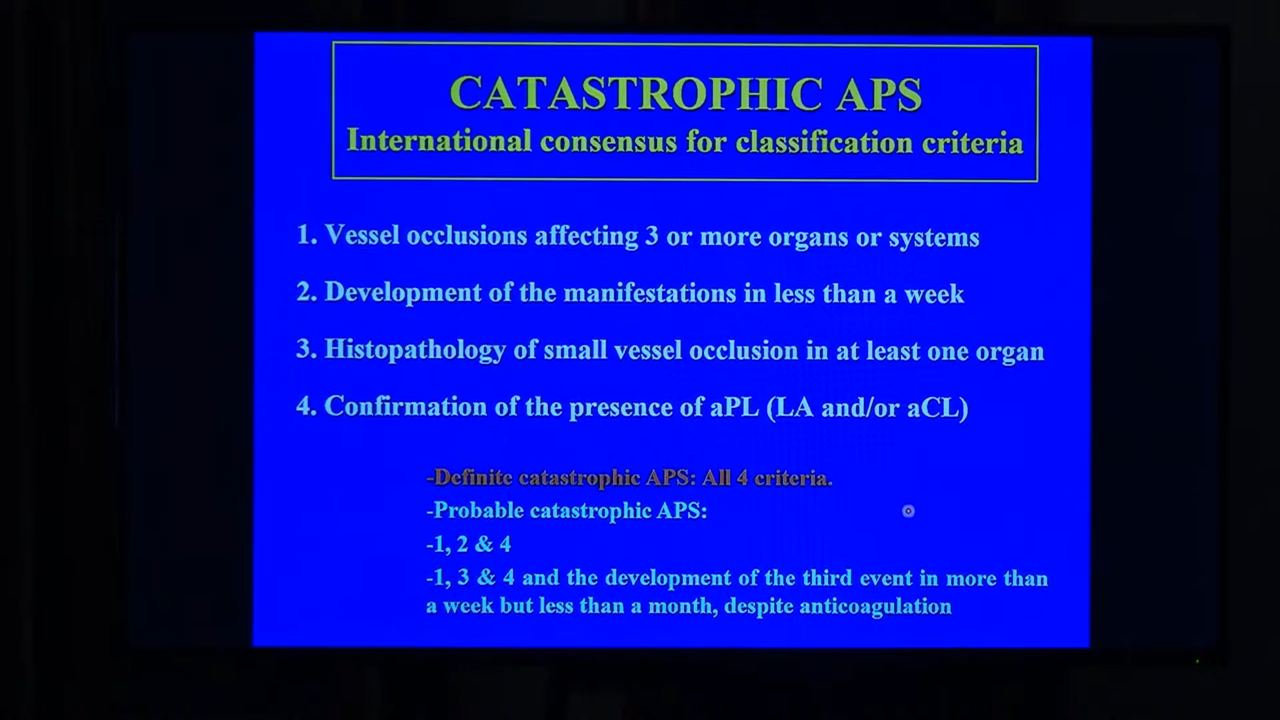 CATASTROPHIC APS
International consensus for classification criteria
1. Vessel occlusions affecting 3 or more organs or systems
2. Development of the manifestations in less than a week
3. Histopathology of small vessel occlusion in at least one organ
4. Confirmation of the presence of aPL (LA and/or aCL)
-Definite catastrophic APS: All 4 criteria.
-Probable catastrophic APS:
-1, 2 & 4
-1, 3 & 4 and the development of the third event in more than
a week but less than a month, despite anticoagulation